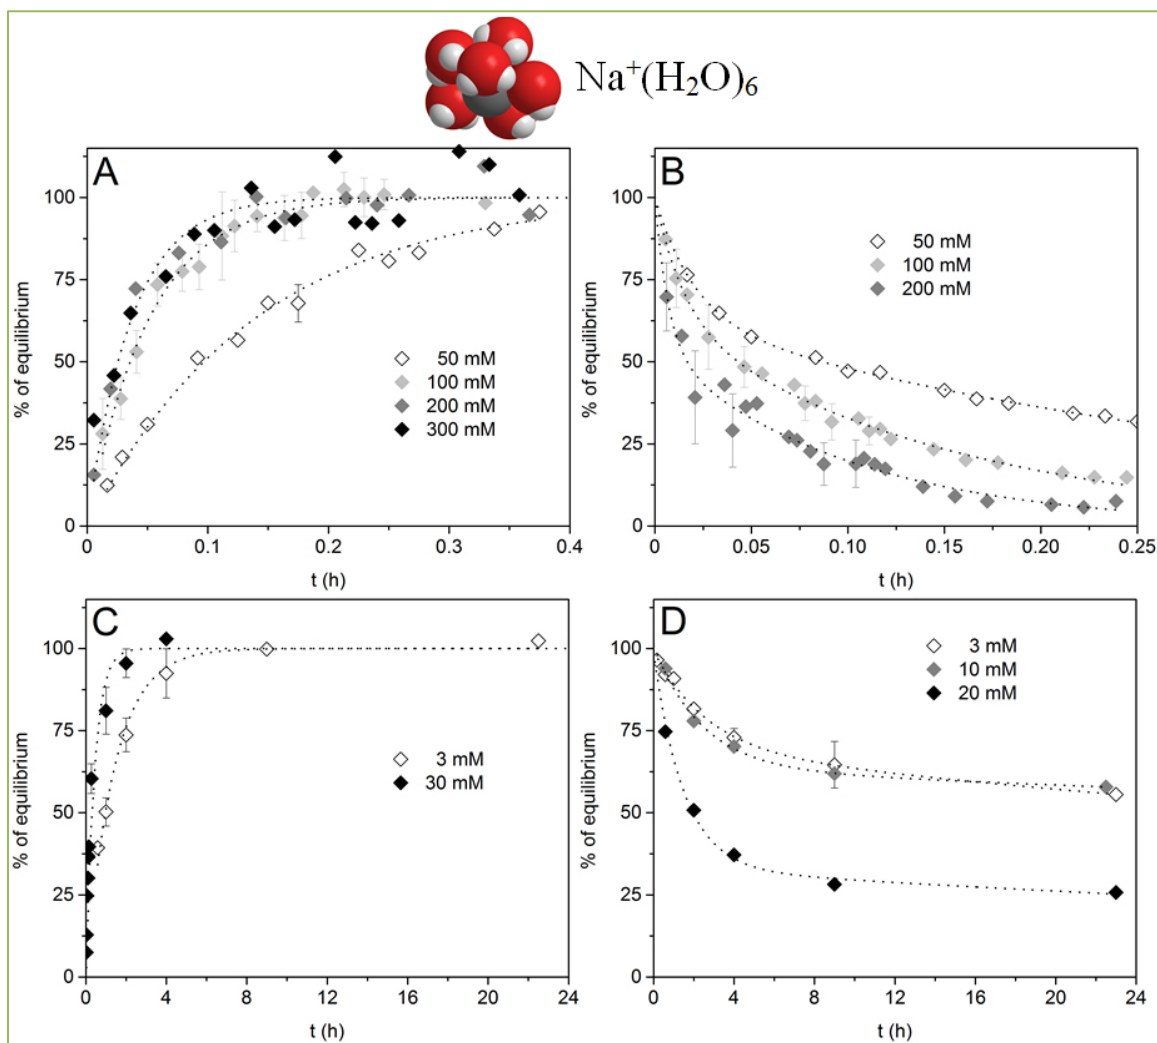 Na⁺(H₂O)₆
A
100
75
50
25
0
% of equilibrium
50 mM
100 mM
200 mM
300 mM
0 0.1 0.2 0.3 0.4
t (h)
B
100
75
50
25
0
% of equilibrium
50 mM
100 mM
200 mM
0 0.05 0.10 0.15 0.20 0.25
t (h)
C
100
75
50
25
0
% of equilibrium
3 mM
30 mM
0 4 8 12 16 20 24
t (h)
D
100
75
50
25
0
% of equilibrium
3 mM
10 mM
20 mM
0 4 8 12 16 20 24
t (h)